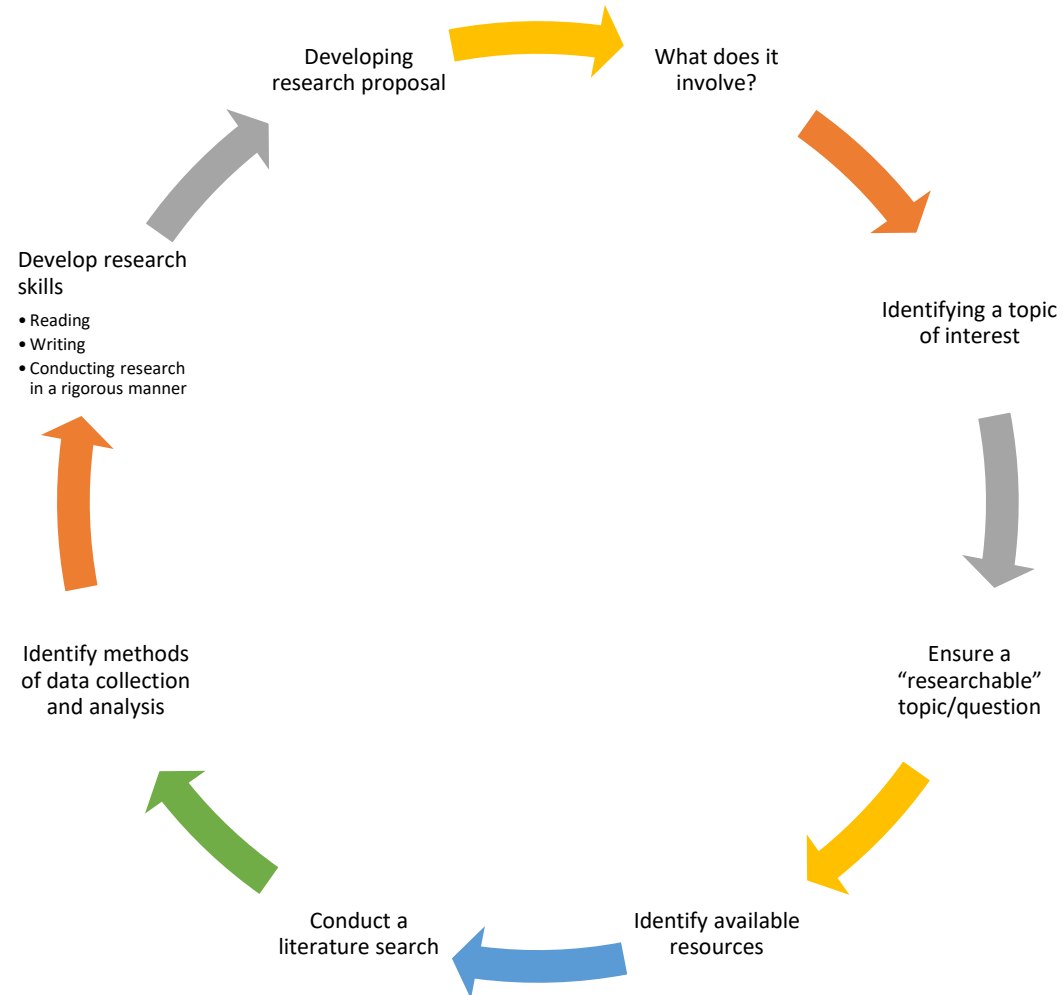 Developing
research proposal
What does it
involve?
Identifying a topic
of interest
Ensure a
“researchable”
topic/question
Identify available
resources
Conduct a
literature search
Identify methods
of data collection
and analysis
Develop research
skills
• Reading
• Writing
• Conducting research
in a rigorous manner